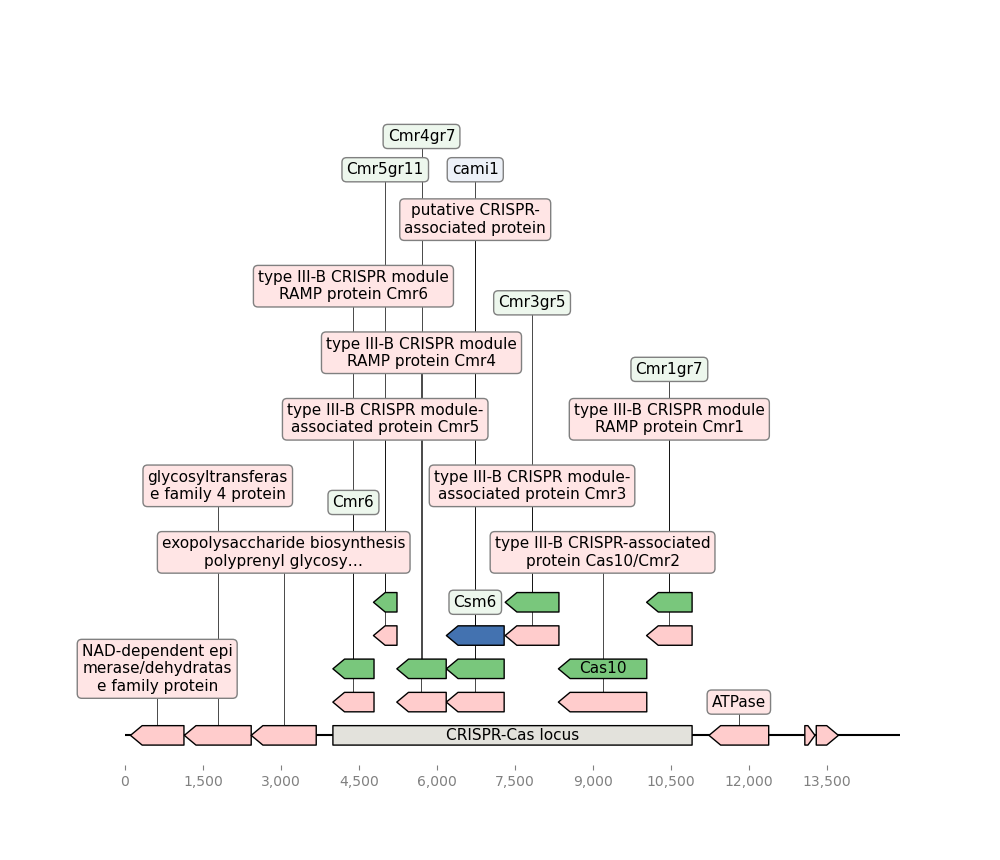 Cmr4gr7
Cmr5gr11
cami1
putative CRISPR-
associated protein
type III-B CRISPR module
RAMP protein Cmr6
Cmr3gr5
type III-B CRISPR module
RAMP protein Cmr4
Cmr1gr7
type III-B CRISPR module-
associated protein Cmr5
type III-B CRISPR module
RAMP protein Cmr1
glycosyltransferas
e family 4 protein
Cmr6
type III-B CRISPR module-
associated protein Cmr3
exopolysaccharide biosynthesis
polyprenyl glycosy...
type III-B CRISPR-associated
protein Cas10/Cmr2
Csm6
NAD-dependent epi
merase/dehydratas
e family protein
Cas10
ATPase
CRISPR-Cas locus
0 1,500 3,000 4,500 6,000 7,500 9,000 10,500 12,000 13,500